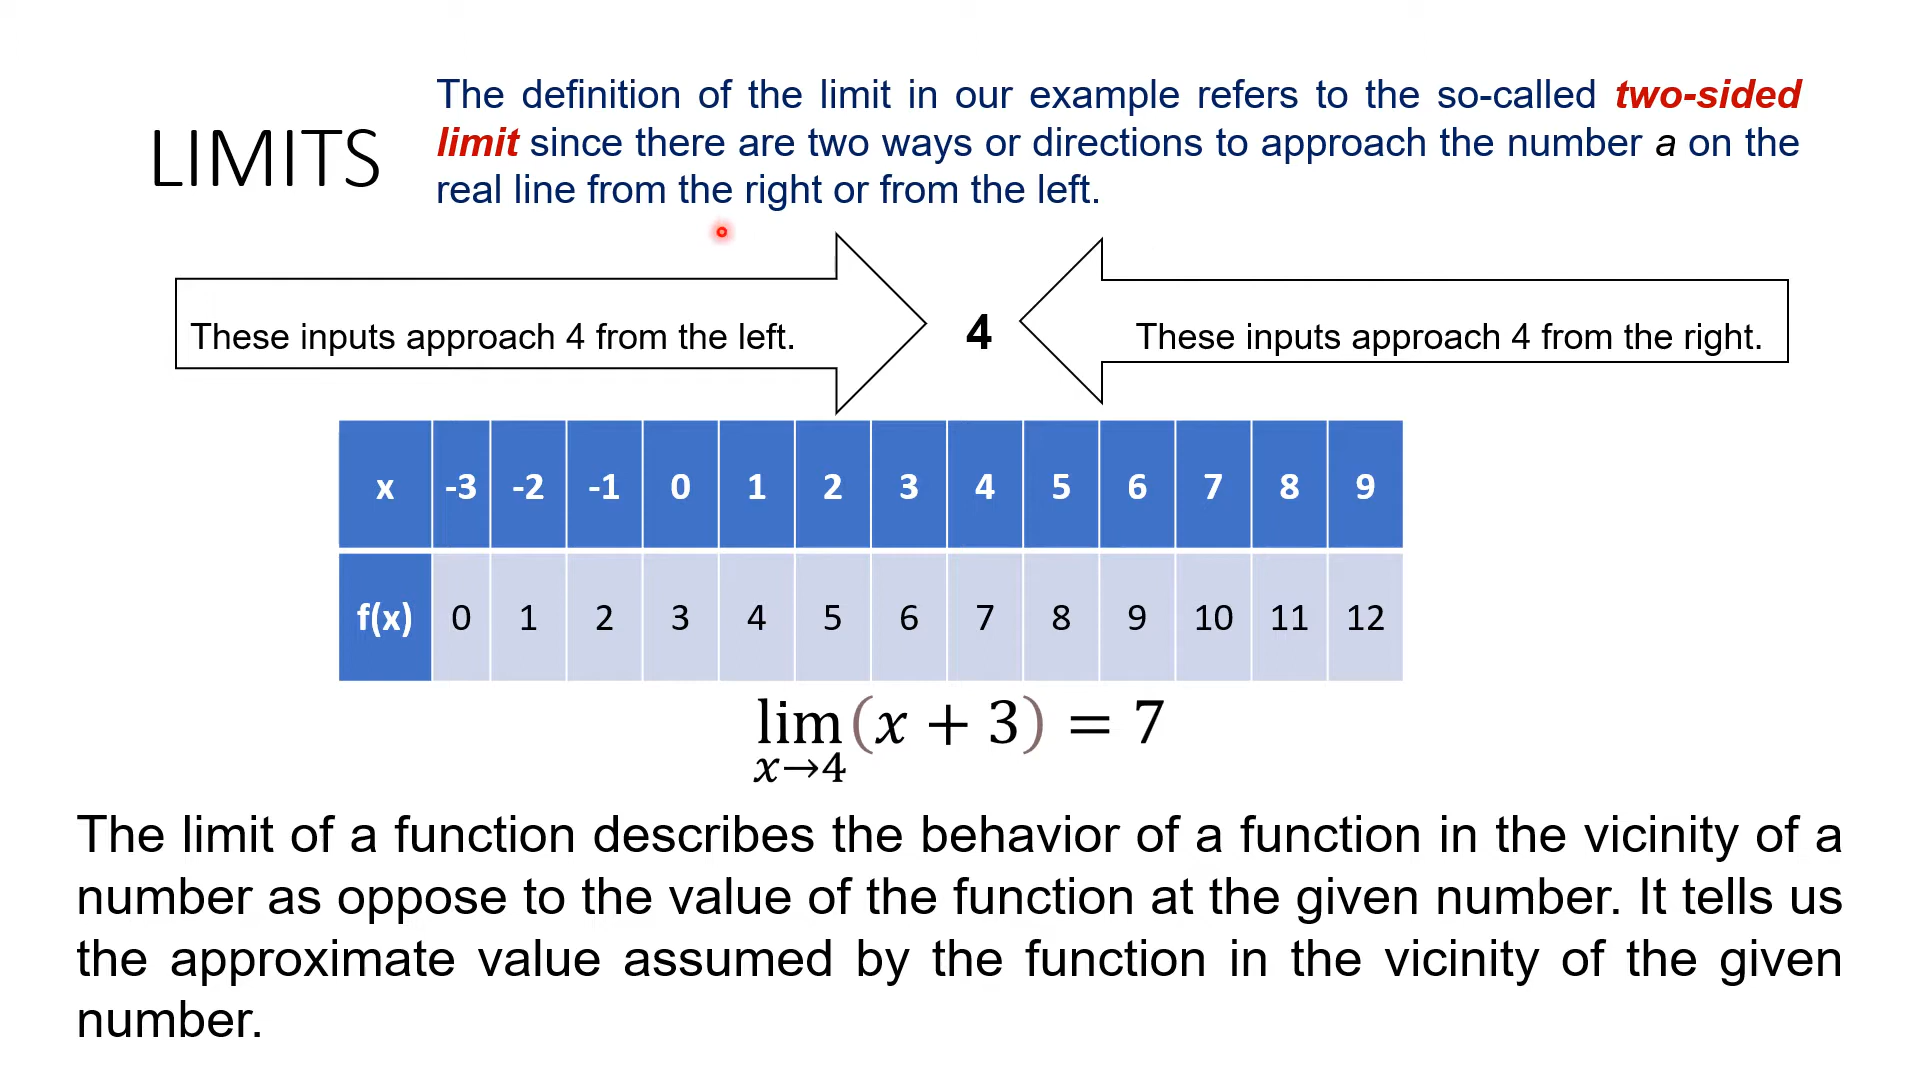 LIMITS
The definition of the limit in our example refers to the so-called two-sided
limit since there are two ways or directions to approach the number a on the
real line from the right or from the left.
These inputs approach 4 from the left.
4
These inputs approach 4 from the right.
x -3 -2 -1 0 1 2 3 4 5 6 7 8 9
f(x) 0 1 2 3 4 5 6 7 8 9 10 11 12
lim (x + 3) = 7
x→4
The limit of a function describes the behavior of a function in the vicinity of a
number as oppose to the value of the function at the given number. It tells us
the approximate value assumed by the function in the vicinity of the given
number.